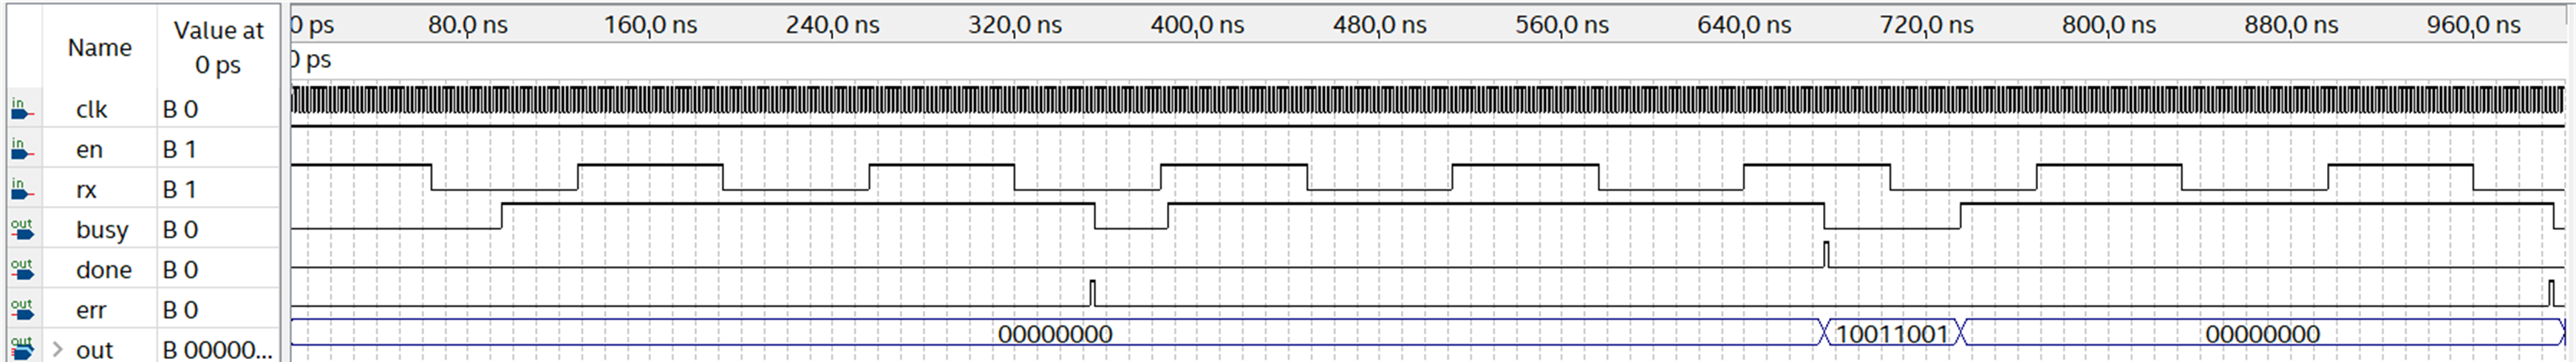 0 ps 80.0 ns 160,0 ns 240,0 ns 320,0 ns 400,0 ns 480,0 ns 560,0 ns 640,0 ns 720,0 ns 800,0 ns 880,0 ns 960,0 ns
Name Value at 0 ps
0 ps
in clk B 0
in en B 1
in rx B 1
out busy B 0
out done B 0
out err B 0
out > out B 00000... 00000000 10011001 00000000